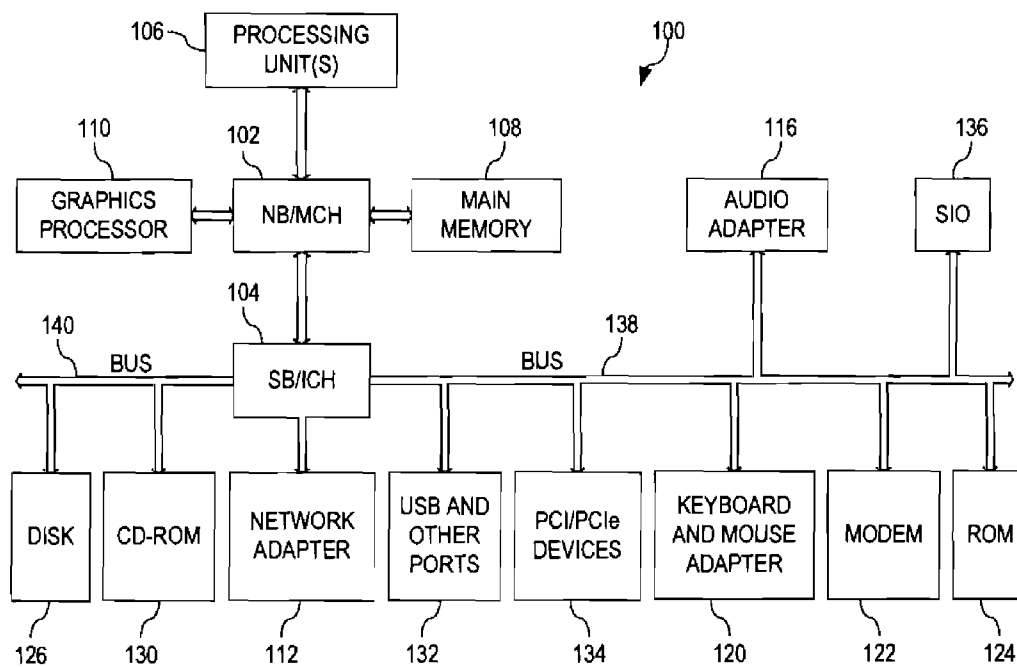 106
PROCESSING
UNIT(S)
100
110
102
108
116
136
GRAPHICS
PROCESSOR
NB/MCH
MAIN
MEMORY
AUDIO
ADAPTER
SIO
104
140
138
BUS
SB/ICH
BUS
DISK
CD-ROM
NETWORK
ADAPTER
USB AND
OTHER
PORTS
PCI/PCIe
DEVICES
KEYBOARD
AND MOUSE
ADAPTER
MODEM
ROM
126
130
112
132
134
120
122
124